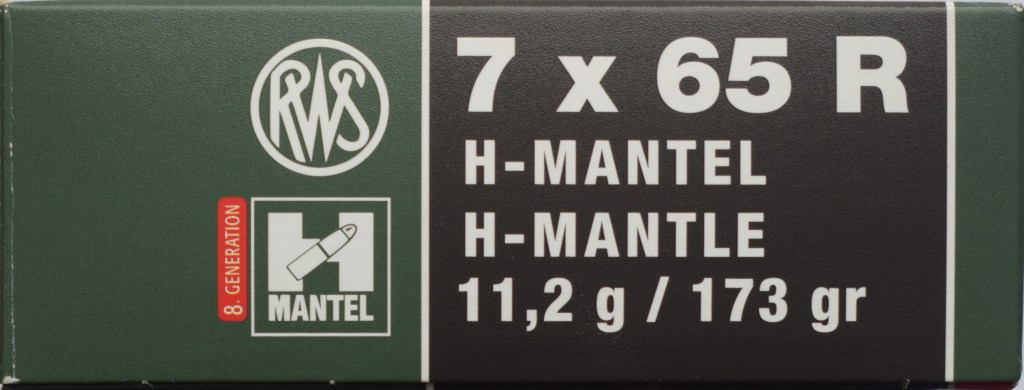 RWS
8. GENERATION
H
MANTEL
7 x 65 R
H-MANTEL
H-MANTLE
11,2 g / 173 gr